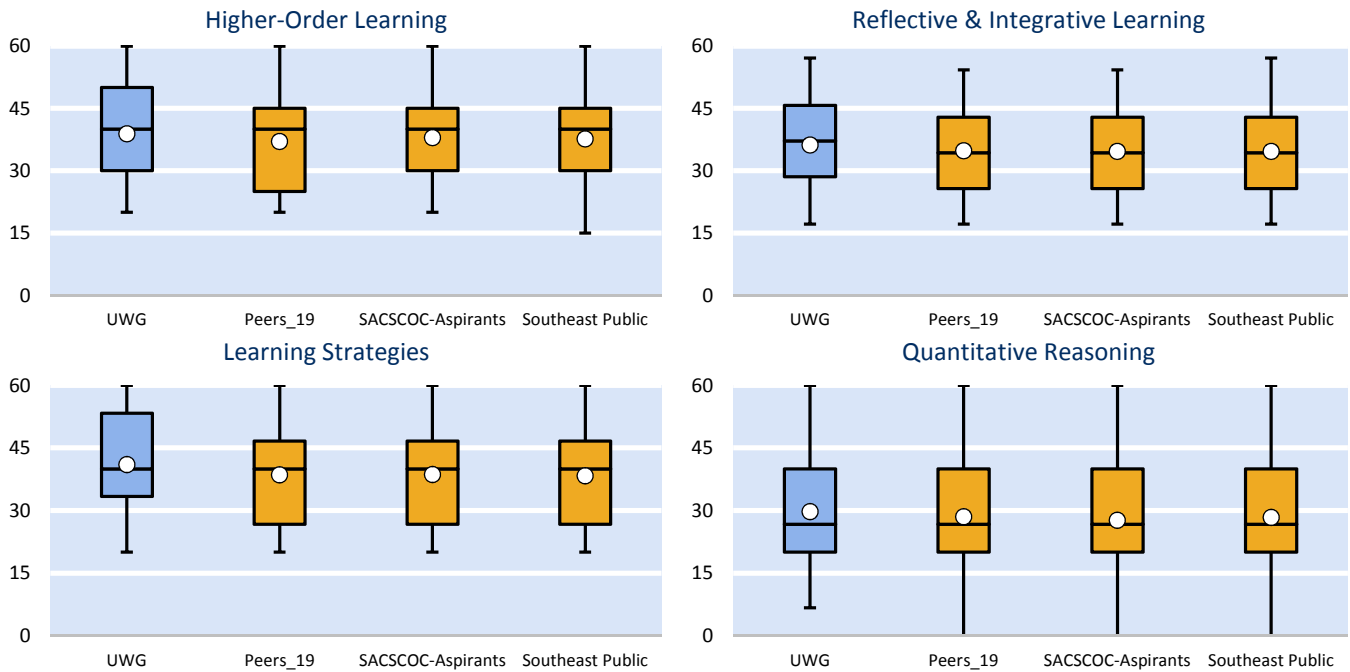 Higher-Order Learning
60
45
30
15
0
UWG Peers_19 SACSCOC-Aspirants Southeast Public
Reflective & Integrative Learning
60
45
30
15
0
UWG Peers_19 SACSCOC-Aspirants Southeast Public
Learning Strategies
60
45
30
15
0
UWG Peers_19 SACSCOC-Aspirants Southeast Public
Quantitative Reasoning
60
45
30
15
0
UWG Peers_19 SACSCOC-Aspirants Southeast Public